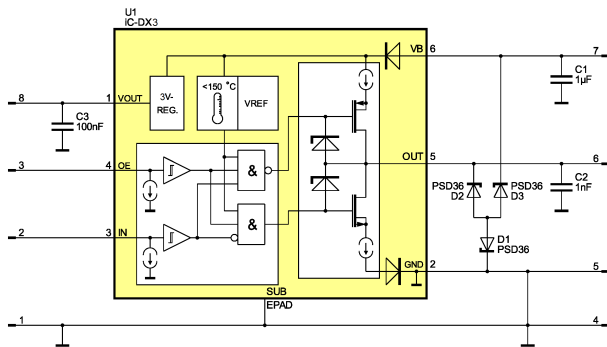 U1
iC-DX3
VB 6 7
<150 °C
3V-
REG.
VREF
C1
1µF
8 1 VOUT
C3
100nF
3 4 OE
&
OUT 5 6
PSD36
D2
PSD36
D3
C2
1nF
&
2 3 IN
D1
PSD36
GND 2 5
SUB
EPAD
1 4